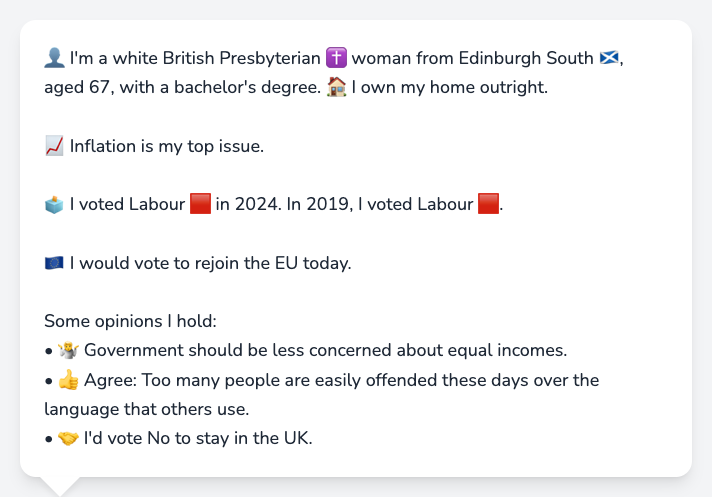 👤 I'm a white British Presbyterian ✝️ woman from Edinburgh South 🏴󠁧󠁢󠁳󠁣󠁴󠁿,
aged 67, with a bachelor's degree. 🏠 I own my home outright.
📈 Inflation is my top issue.
🗳️ I voted Labour 🟥 in 2024. In 2019, I voted Labour 🟥.
🇪🇺 I would vote to rejoin the EU today.
Some opinions I hold:
• 🤷 Government should be less concerned about equal incomes.
• 👍 Agree: Too many people are easily offended these days over the
language that others use.
• 🤝 I'd vote No to stay in the UK.